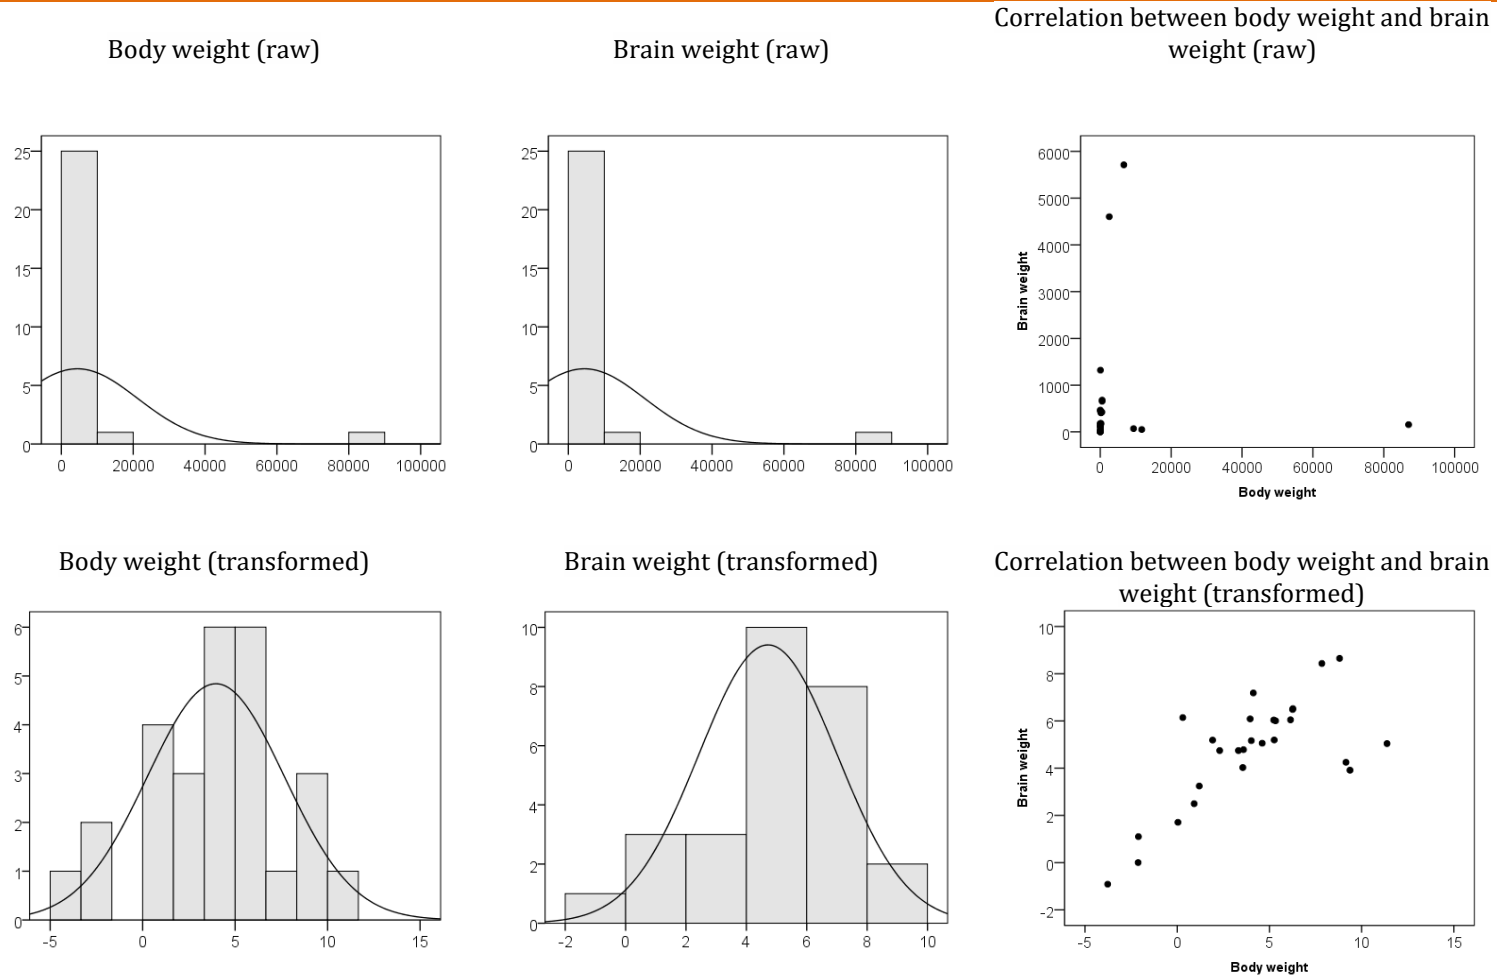 Body weight (raw)
Brain weight (raw)
Correlation between body weight and brain
weight (raw)
25
20
15
10
5
0
0 20000 40000 60000 80000 100000
25
20
15
10
5
0
0 20000 40000 60000 80000 100000
6000
5000
4000
3000
2000
1000
0
Brain weight
0 20000 40000 60000 80000 100000
Body weight
Body weight (transformed)
Brain weight (transformed)
Correlation between body weight and brain
weight (transformed)
6
5
4
3
2
1
0
-5 0 5 10 15
10
8
6
4
2
0
-2 0 2 4 6 8 10
10
8
6
4
2
0
-2
Brain weight
-5 0 5 10 15
Body weight